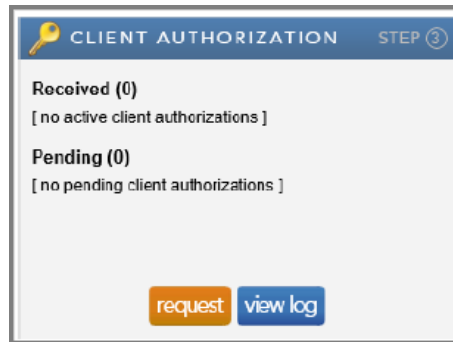 CLIENT AUTHORIZATION STEP 3
Received (0)
[ no active client authorizations ]
Pending (0)
[ no pending client authorizations ]
request view log